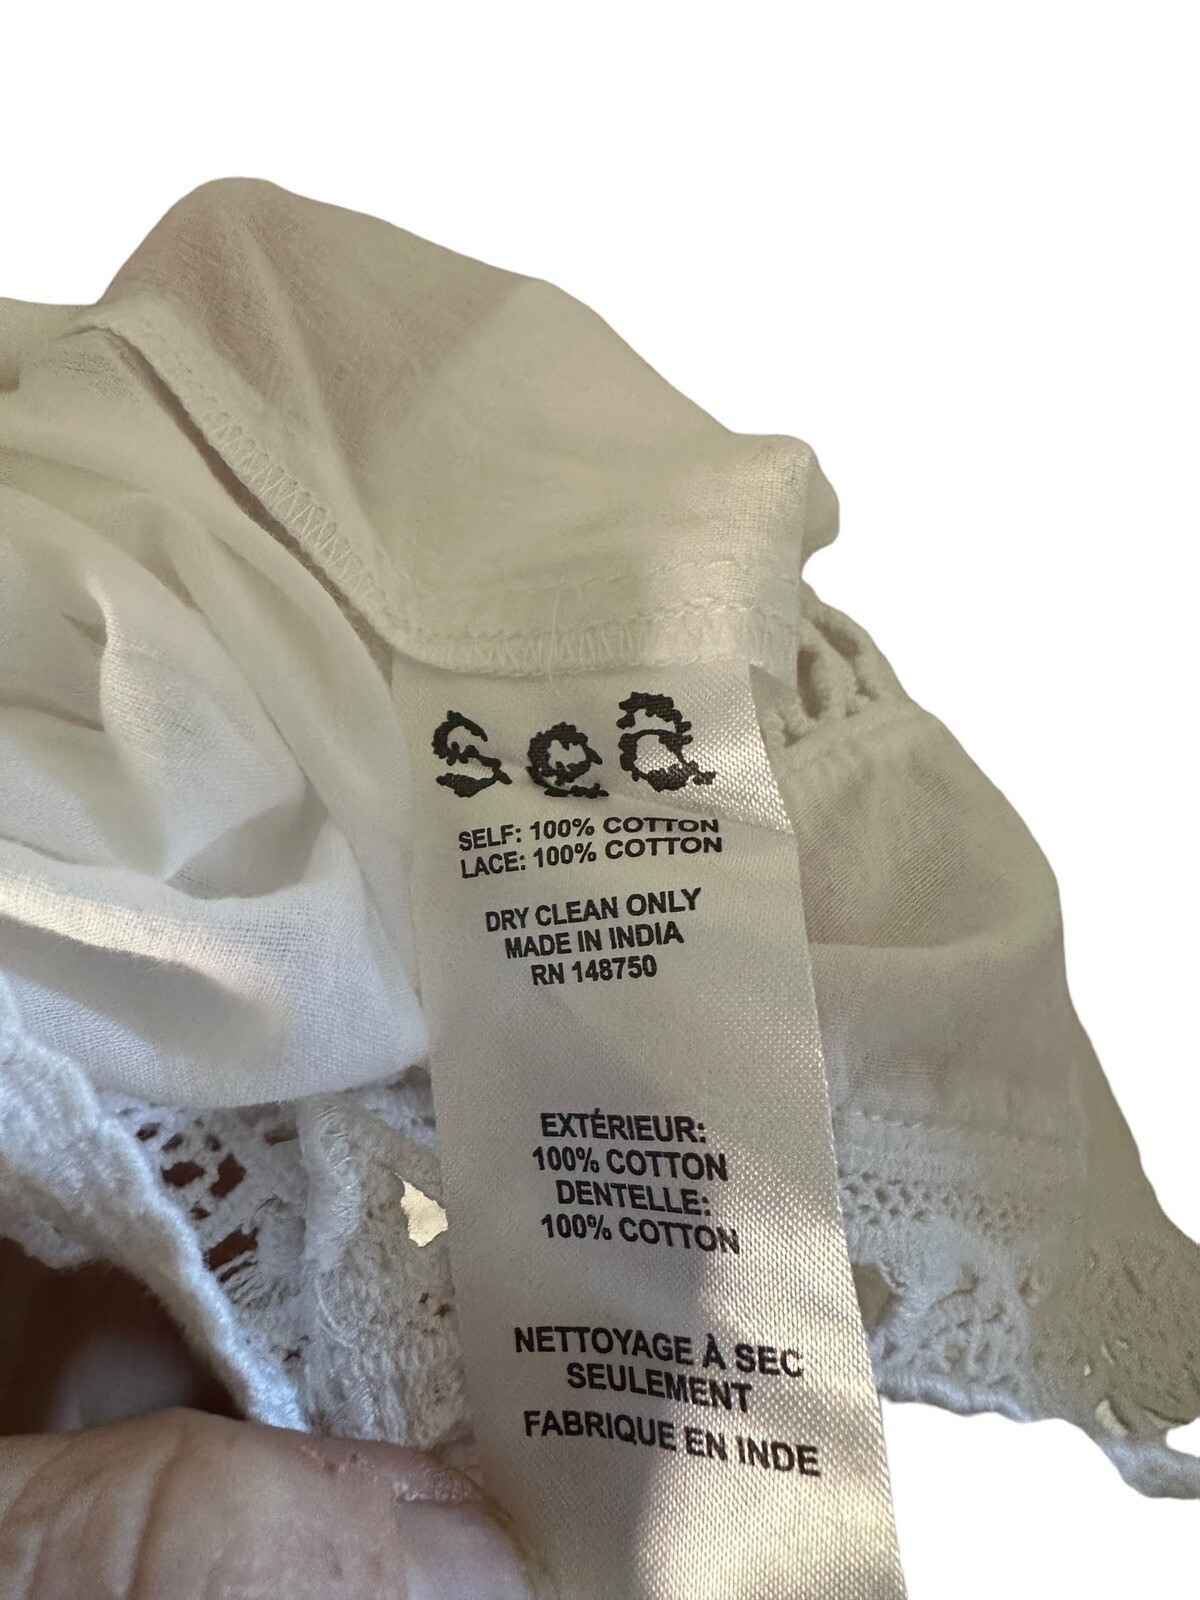 Sea
SELF: 100% COTTON
LACE: 100% COTTON
DRY CLEAN ONLY
MADE IN INDIA
RN 148750
EXTÉRIEUR:
100% COTTON
DENTELLE:
100% COTTON
NETTOYAGE À SEC
SEULEMENT
FABRIQUE EN INDE